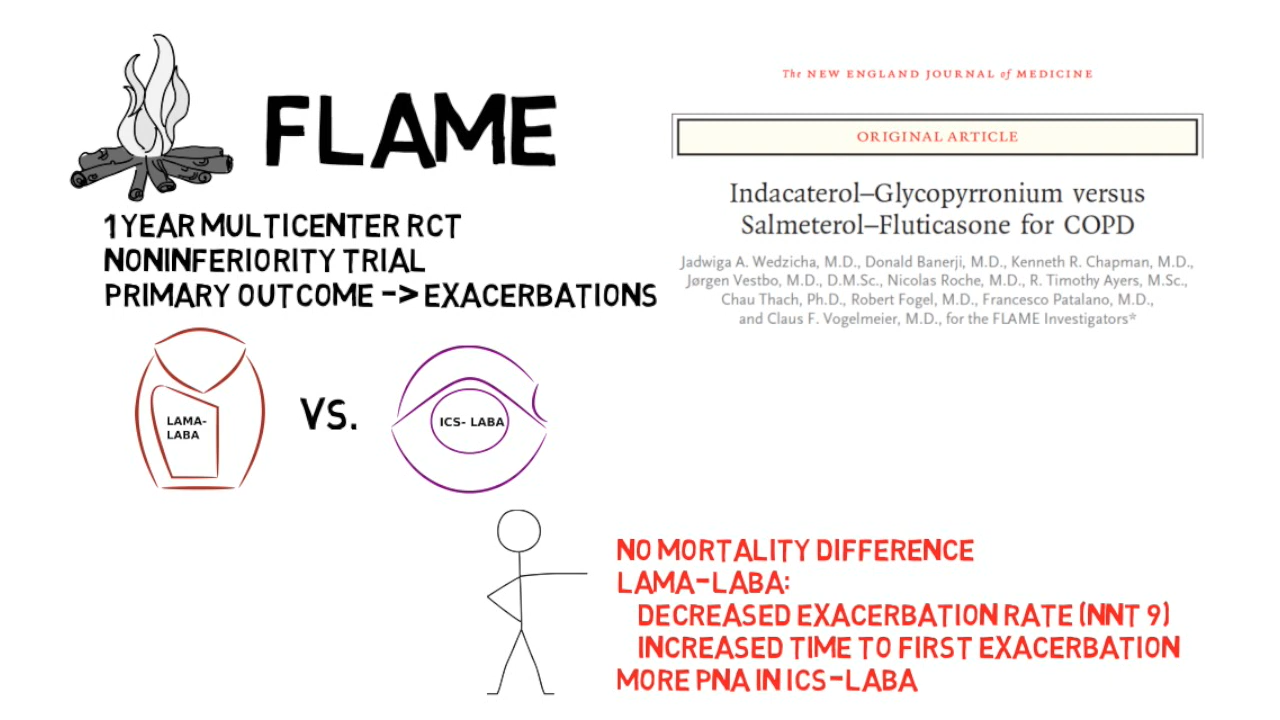 FLAME
1 YEAR MULTICENTER RCT
NONINFERIORITY TRIAL
PRIMARY OUTCOME -> EXACERBATIONS
LAMA-
LABA
VS.
ICS- LABA
The NEW ENGLAND JOURNAL of MEDICINE
ORIGINAL ARTICLE
Indacaterol–Glycopyrronium versus
Salmeterol–Fluticasone for COPD
Jadwiga A. Wedzicha, M.D., Donald Banerji, M.D., Kenneth R. Chapman, M.D.,
Jørgen Vestbo, M.D., D.M.Sc., Nicolas Roche, M.D., R. Timothy Ayers, M.Sc.,
Chau Thach, Ph.D., Robert Fogel, M.D., Francesco Patalano, M.D.,
and Claus F. Vogelmeier, M.D., for the FLAME Investigators*
NO MORTALITY DIFFERENCE
LAMA-LABA:
DECREASED EXACERBATION RATE (NNT 9)
INCREASED TIME TO FIRST EXACERBATION
MORE PNA IN ICS-LABA